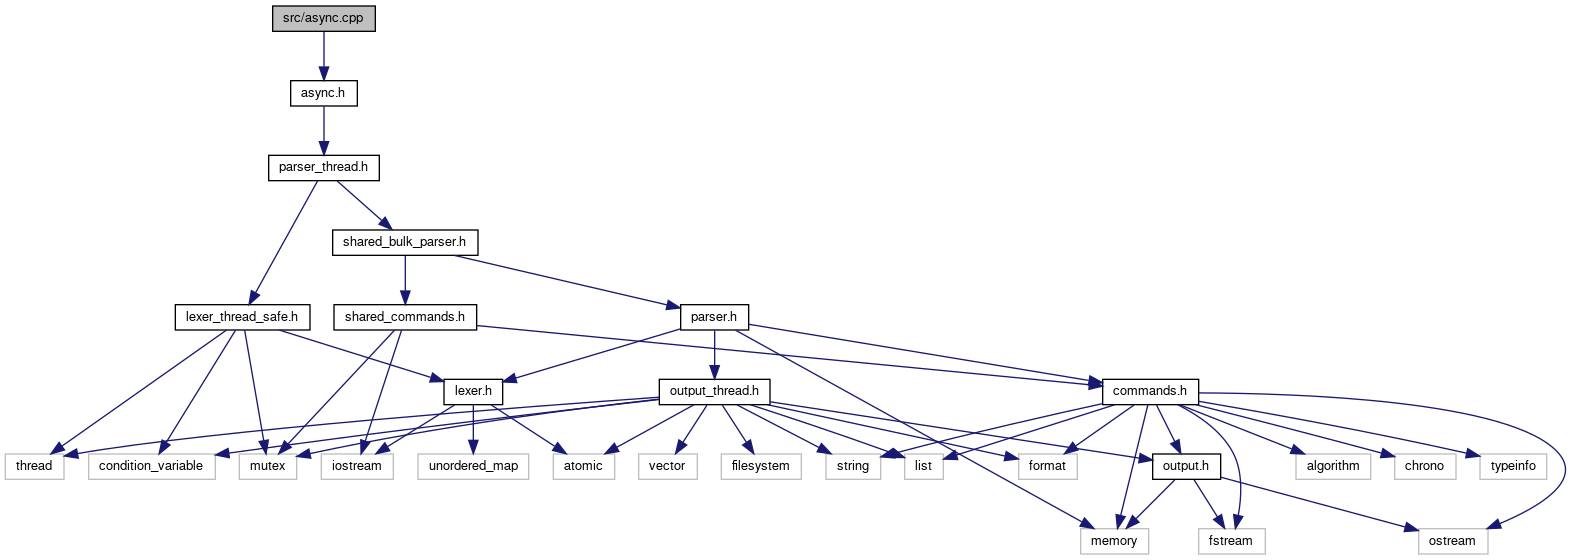 src/async.cpp
async.h
parser_thread.h
shared_bulk_parser.h
lexer_thread_safe.h
shared_commands.h
parser.h
lexer.h
output_thread.h
commands.h
thread
condition_variable
mutex
iostream
unordered_map
atomic
vector
filesystem
string
list
format
output.h
algorithm
chrono
typeinfo
memory
fstream
ostream